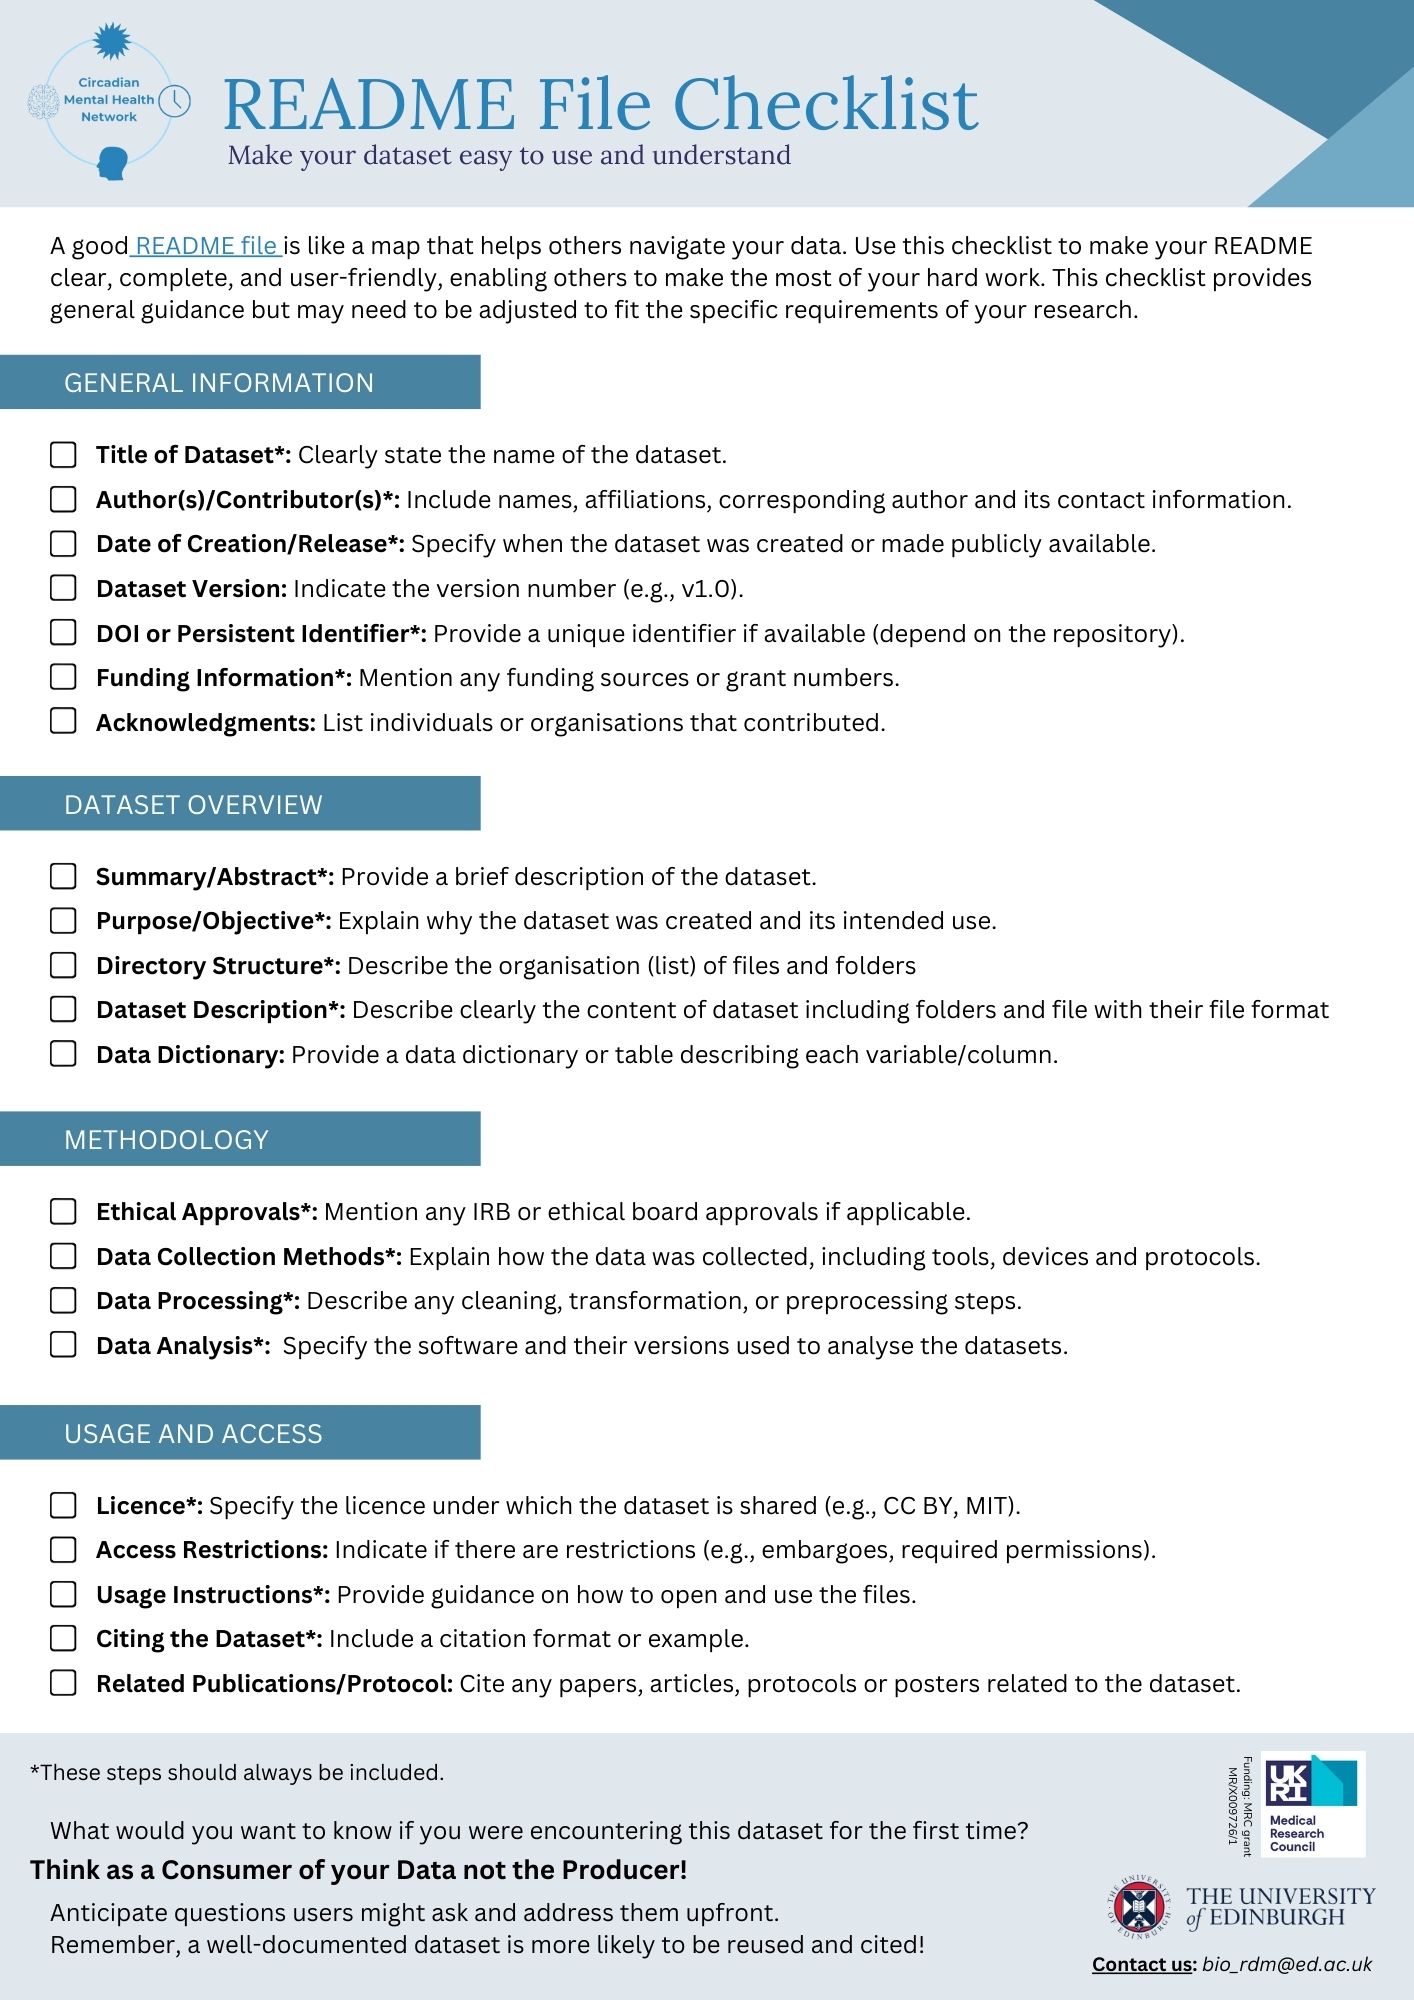 Circadian
Mental Health
Network
README File Checklist
Make your dataset easy to use and understand
A good README file is like a map that helps others navigate your data. Use this checklist to make your README
clear, complete, and user-friendly, enabling others to make the most of your hard work. This checklist provides
general guidance but may need to be adjusted to fit the specific requirements of your research.
GENERAL INFORMATION
Title of Dataset*: Clearly state the name of the dataset.
Author(s)/Contributor(s)*: Include names, affiliations, corresponding author and its contact information.
Date of Creation/Release*: Specify when the dataset was created or made publicly available.
Dataset Version: Indicate the version number (e.g., v1.0).
DOI or Persistent Identifier*: Provide a unique identifier if available (depend on the repository).
Funding Information*: Mention any funding sources or grant numbers.
Acknowledgments: List individuals or organisations that contributed.
DATASET OVERVIEW
Summary/Abstract*: Provide a brief description of the dataset.
Purpose/Objective*: Explain why the dataset was created and its intended use.
Directory Structure*: Describe the organisation (list) of files and folders
Dataset Description*: Describe clearly the content of dataset including folders and file with their file format
Data Dictionary: Provide a data dictionary or table describing each variable/column.
METHODOLOGY
Ethical Approvals*: Mention any IRB or ethical board approvals if applicable.
Data Collection Methods*: Explain how the data was collected, including tools, devices and protocols.
Data Processing*: Describe any cleaning, transformation, or preprocessing steps.
Data Analysis*: Specify the software and their versions used to analyse the datasets.
USAGE AND ACCESS
Licence*: Specify the licence under which the dataset is shared (e.g., CC BY, MIT).
Access Restrictions: Indicate if there are restrictions (e.g., embargoes, required permissions).
Usage Instructions*: Provide guidance on how to open and use the files.
Citing the Dataset*: Include a citation format or example.
Related Publications/Protocol: Cite any papers, articles, protocols or posters related to the dataset.
*These steps should always be included.
What would you want to know if you were encountering this dataset for the first time?
Think as a Consumer of your Data not the Producer!
Anticipate questions users might ask and address them upfront.
Remember, a well-documented dataset is more likely to be reused and cited!
Funding: MRC grant
MR/X009726/1
UK
RI
Medical
Research
Council
THE UNIVERSITY OF EDINBURGH
THE UNIVERSITY
of EDINBURGH
Contact us: bio_rdm@ed.ac.uk